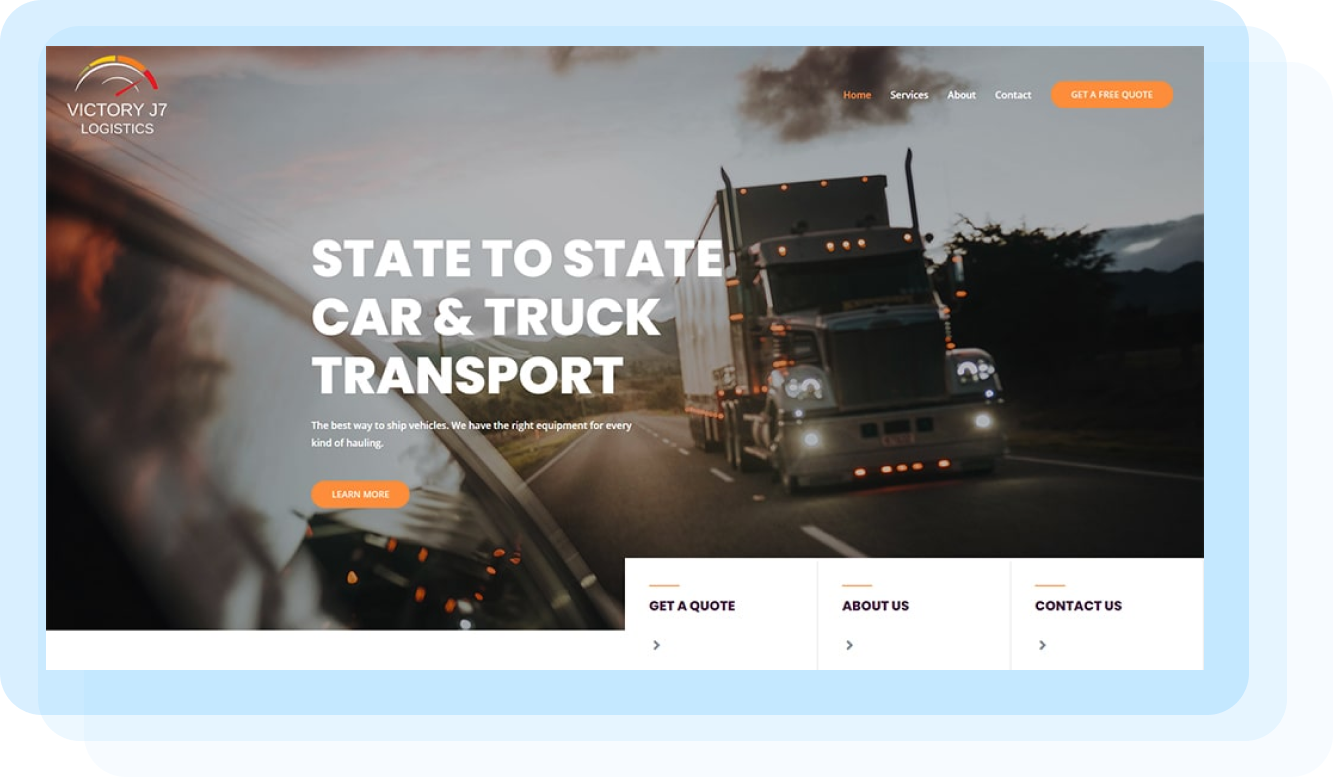 VICTORY J7
LOGISTICS
Home Services About Contact GET A FREE QUOTE
STATE TO STATE
CAR & TRUCK
TRANSPORT
The best way to ship vehicles. We have the right equipment for every
kind of hauling.
LEARN MORE
GET A QUOTE
ABOUT US
CONTACT US